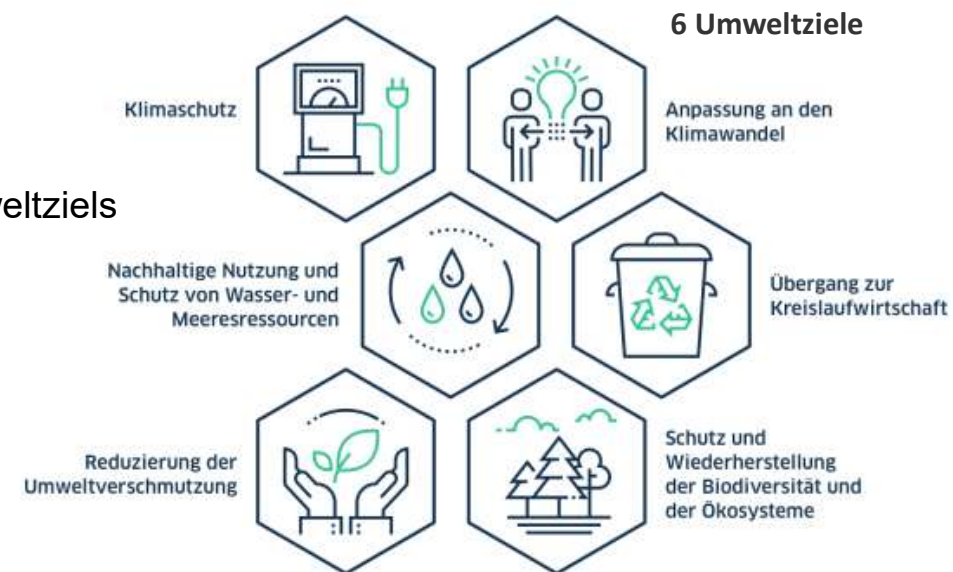 6 Umweltziele
Klimaschutz
Anpassung an den
Klimawandel
eltziels
Nachhaltige Nutzung und
Schutz von Wasser- und
Meeresressourcen
Übergang zur
Kreislaufwirtschaft
Reduzierung der
Umweltverschmutzung
Schutz und
Wiederherstellung
der Biodiversität und
der Ökosysteme